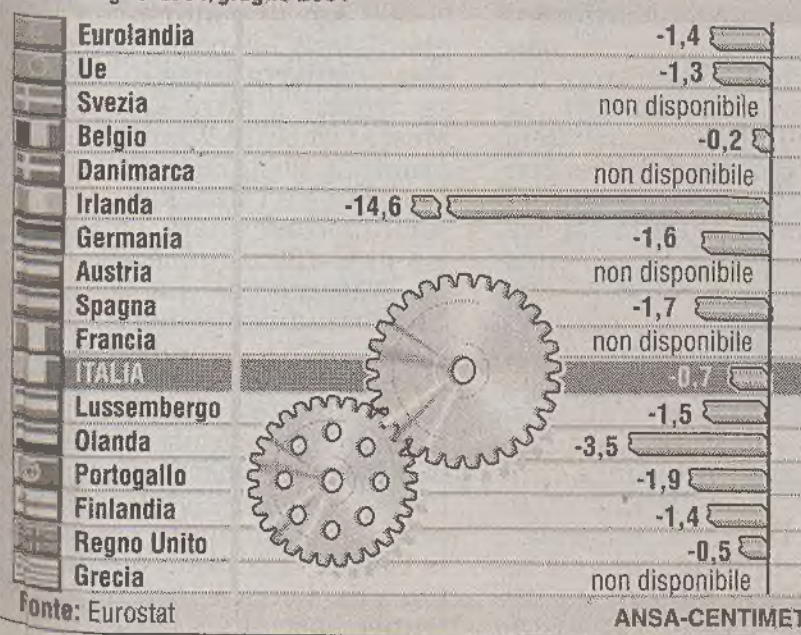 Eurolandia -1,4
Ue -1,3
Svezia non disponibile
Belgio -0,2
Danimarca non disponibile
Irlanda -14,6
Germania -1,6
Austria non disponibile
Spagna -1,7
Francia non disponibile
ITALIA -0,7
Lussembergo -1,5
Olanda -3,5
Portogallo -1,9
Finlandia -1,4
Regno Unito -0,5
Grecia non disponibile
Fonte: Eurostat ANSA-CENTIMET